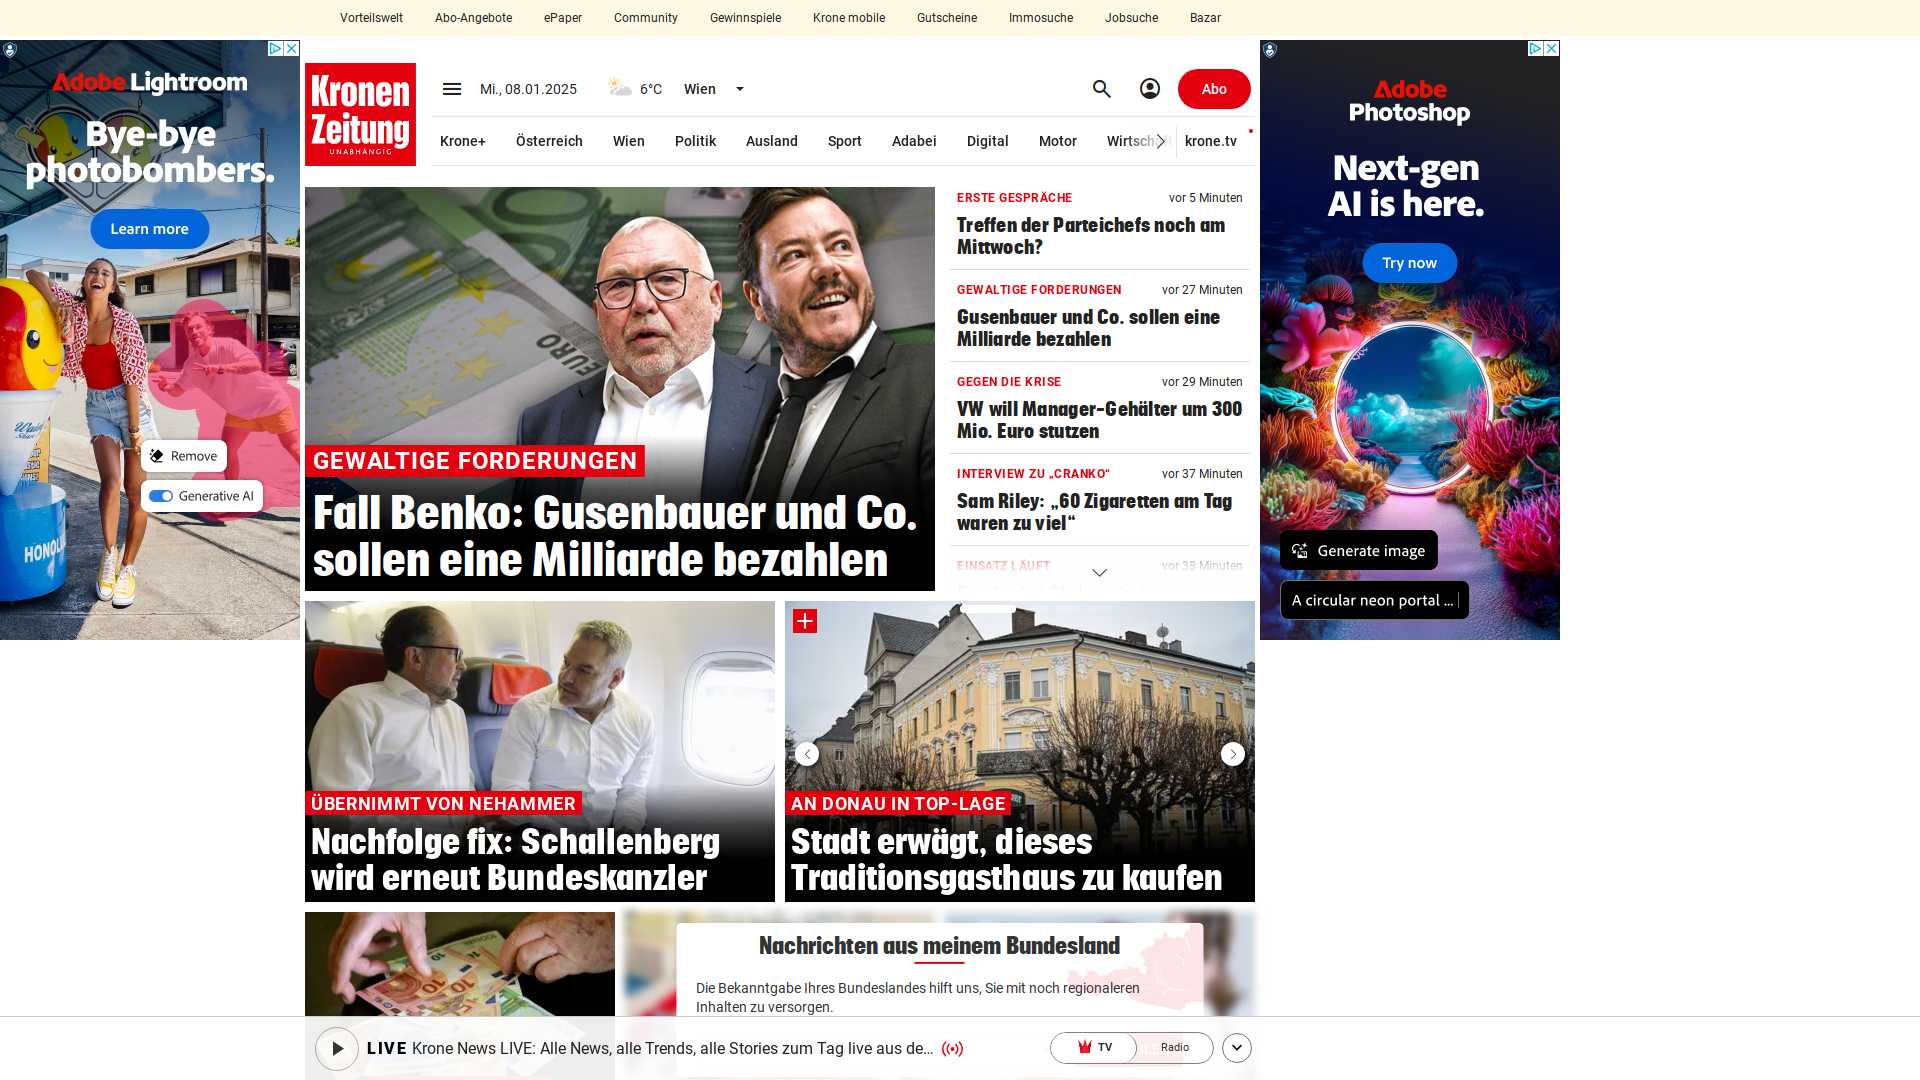 Vorteilswelt
Abo-Angebote
ePaper
Community
Gewinnspiele
Krone mobile
Gutscheine
Immosuche
Jobsuche
Bazar
Adobe Lightroom
Bye-bye
photobombers.
Learn more
Remove
Generative AI
HONOL
Kronen
Zeitung
UNABHÄNGIG
Mi., 08.01.2025
6°C
Wien
Abo
Krone+
Österreich
Wien
Politik
Ausland
Sport
Adabei
Digital
Motor
Wirtschaft
krone.tv
EURO
GEWALTIGE FORDERUNGEN
Fall Benko: Gusenbauer und Co.
sollen eine Milliarde bezahlen
ERSTE GESPRÄCHE
vor 5 Minuten
Treffen der Parteichefs noch am
Mittwoch?
GEWALTIGE FORDERUNGEN
vor 27 Minuten
Gusenbauer und Co. sollen eine
Milliarde bezahlen
GEGEN DIE KRISE
vor 29 Minuten
VW will Manager-Gehälter um 300
Mio. Euro stutzen
INTERVIEW ZU „CRANKO“
vor 37 Minuten
Sam Riley: „60 Zigaretten am Tag
waren zu viel“
EINSATZ LÄUFT
vor 38 Minuten
Adobe
Photoshop
Next-gen
AI is here.
Try now
Generate image
A circular neon portal ...
ÜBERNIMMT VON NEHAMMER
Nachfolge fix: Schallenberg
wird erneut Bundeskanzler
AN DONAU IN TOP-LAGE
Stadt erwägt, dieses
Traditionsgasthaus zu kaufen
Nachrichten aus meinem Bundesland
Die Bekanntgabe Ihres Bundeslandes hilft uns, Sie mit noch regionaleren
Inhalten zu versorgen.
LIVE Krone News LIVE: Alle News, alle Trends, alle Stories zum Tag live aus de...
TV
Radio